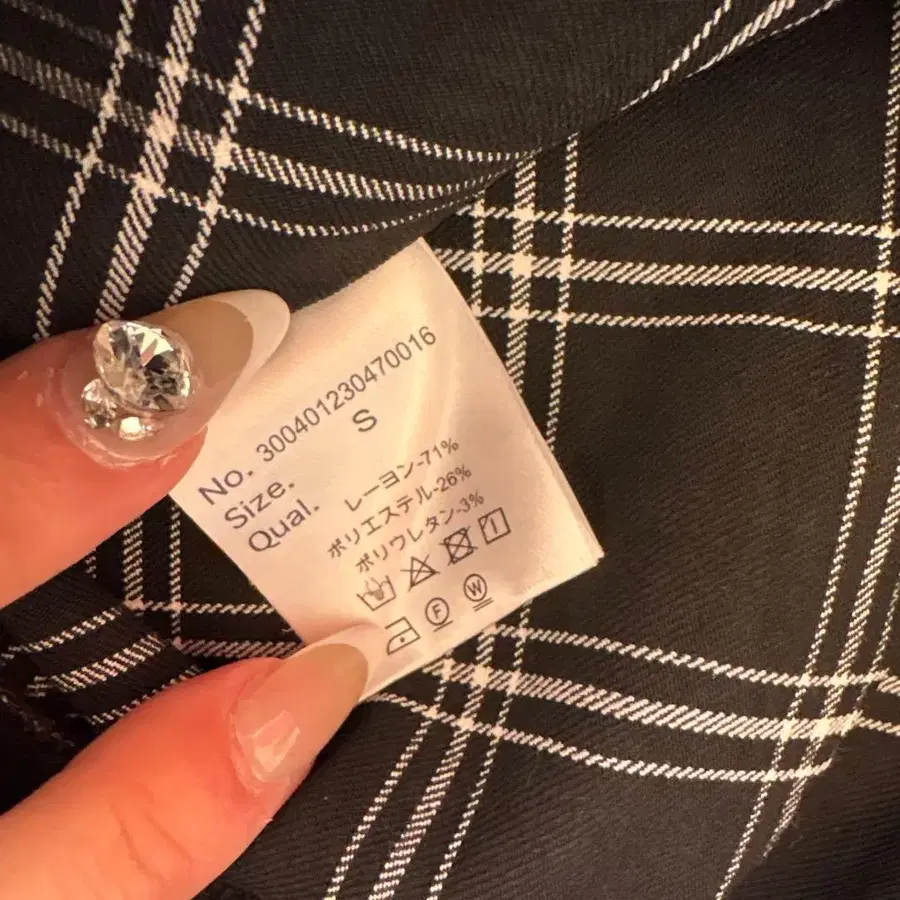 No. 300401230470016
Size. S
Qual. レーヨン-71%
ポリエステル-26%
ポリウレタン-3%
F W